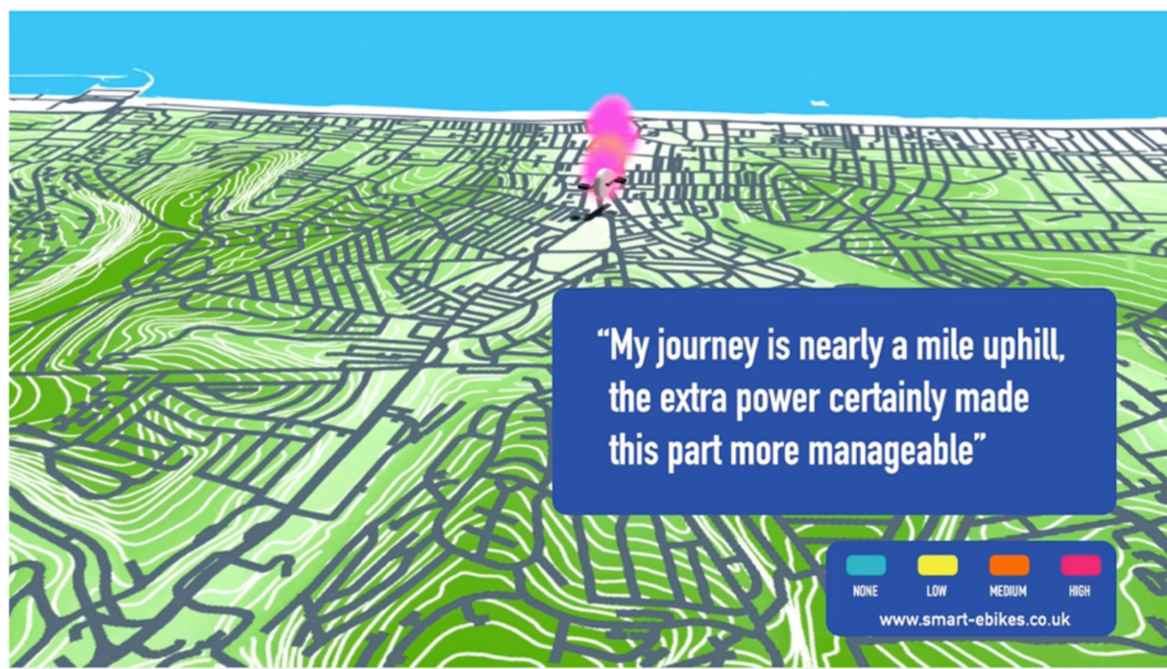 “My journey is nearly a mile uphill,
the extra power certainly made
this part more manageable”
NONE LOW MEDIUM HIGH
www.smart-ebikes.co.uk